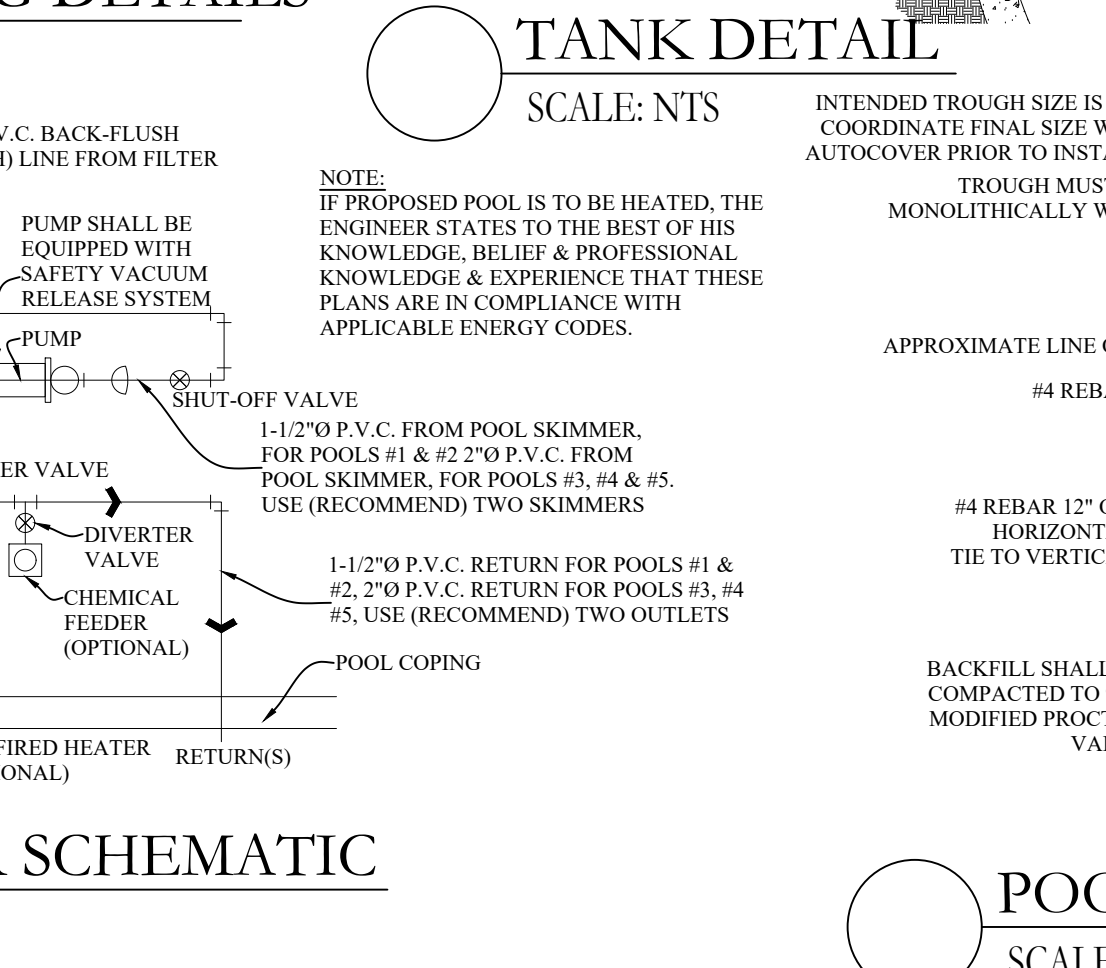 DETAILS
TANK DETAIL
SCALE: NTS
V.C. BACK-FLUSH
LINE FROM FILTER
PUMP SHALL BE
EQUIPPED WITH
SAFETY VACUUM
RELEASE SYSTEM
PUMP
NOTE:
IF PROPOSED POOL IS TO BE HEATED, THE
ENGINEER STATES TO THE BEST OF HIS
KNOWLEDGE, BELIEF & PROFESSIONAL
KNOWLEDGE & EXPERIENCE THAT THESE
PLANS ARE IN COMPLIANCE WITH
APPLICABLE ENERGY CODES.
SHUT-OFF VALVE
1-1/2"Ø P.V.C. FROM POOL SKIMMER,
FOR POOLS #1 & #2 2"Ø P.V.C. FROM
POOL SKIMMER, FOR POOLS #3, #4 & #5.
USE (RECOMMEND) TWO SKIMMERS
ER VALVE
DIVERTER
VALVE
CHEMICAL
FEEDER
(OPTIONAL)
1-1/2"Ø P.V.C. RETURN FOR POOLS #1 &
#2, 2"Ø P.V.C. RETURN FOR POOLS #3, #4
#5, USE (RECOMMEND) TWO OUTLETS
POOL COPING
FIRED HEATER
ONAL)
RETURN(S)
SCHEMATIC
INTENDED TROUGH SIZE IS
COORDINATE FINAL SIZE W
AUTOCOVER PRIOR TO INSTA
TROUGH MUST
MONOLITHICALLY W
APPROXIMATE LINE
#4 REBA
#4 REBAR 12"
HORIZONT
TIE TO VERTIC
BACKFILL SHALL
COMPACTED TO
MODIFIED PROCT
VAL
POO
SCALE